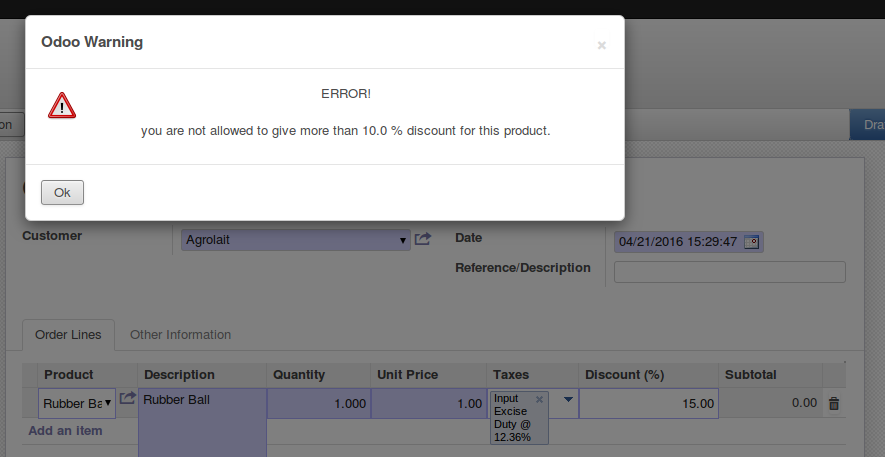 Odoo Warning
×
ERROR!
you are not allowed to give more than 10.0 % discount for this product.
Ok
on
Dra
Customer
Agrolait
Date
04/21/2016 15:29:47
Reference/Description
Order Lines
Other Information
Product Description Quantity Unit Price Taxes Discount (%) Subtotal
Rubber Ba Rubber Ball 1.000 1.00 Input 15.00 0.00
Excise
Duty @
12.36%
Add an item